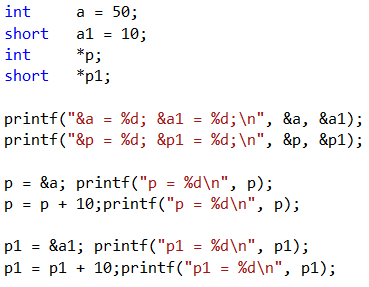 int     a = 50;
short   a1 = 10;
int     *p;
short   *p1;

printf("&a = %d; &a1 = %d;\n", &a, &a1);
printf("&p = %d; &p1 = %d;\n", &p, &p1);

p = &a; printf("p = %d\n", p);
p = p + 10;printf("p = %d\n", p);

p1 = &a1; printf("p1 = %d\n", p1);
p1 = p1 + 10;printf("p1 = %d\n", p1);